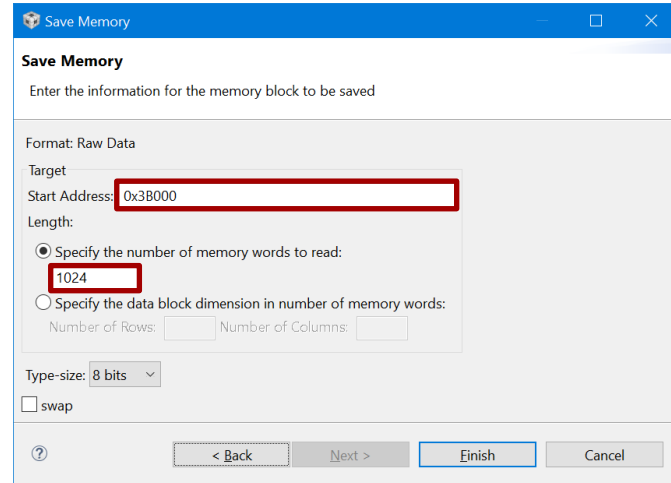 Save Memory
Save Memory
Enter the information for the memory block to be saved
Format: Raw Data
Target
Start Address: 0x3B000
Length:
Specify the number of memory words to read:
1024
Specify the data block dimension in number of memory words:
Number of Rows: Number of Columns:
Type-size: 8 bits
swap
? < Back Next > Finish Cancel